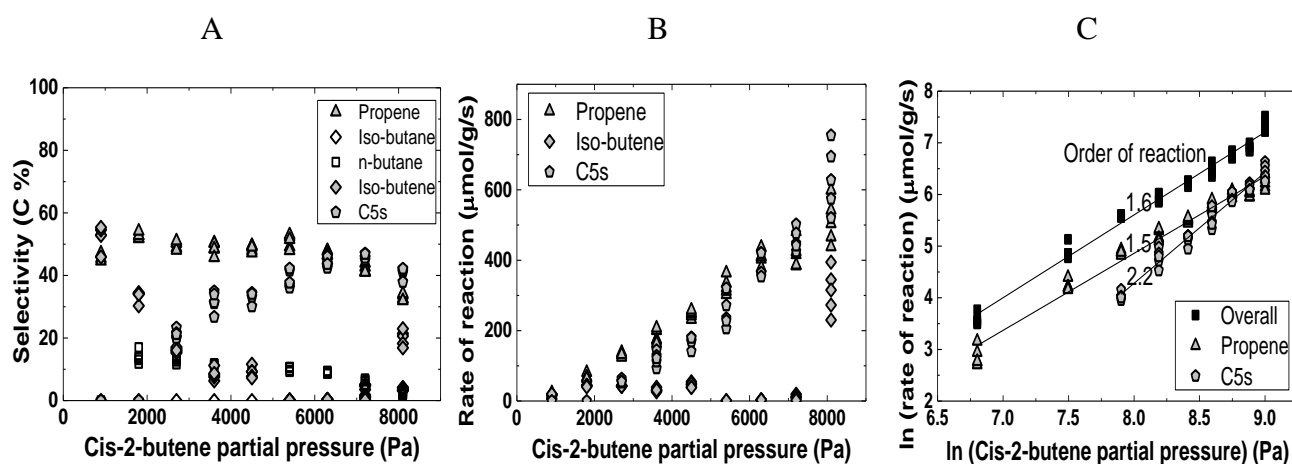 A
B
C
Selectivity (C %)
100
80
60
40
20
0
0 2000 4000 6000 8000
Cis-2-butene partial pressure (Pa)
Propene
Iso-butane
n-butane
Iso-butene
C5s
Rate of reaction (μmol/g/s)
800
600
400
200
0
0 2000 4000 6000 8000
Cis-2-butene partial pressure (Pa)
Propene
Iso-butene
C5s
ln (rate of reaction) (μmol/g/s)
8
7
6
5
4
3
2
6.5 7.0 7.5 8.0 8.5 9.0
ln (Cis-2-butene partial pressure) (Pa)
Order of reaction
1.6
1.5
2.2
Overall
Propene
C5s